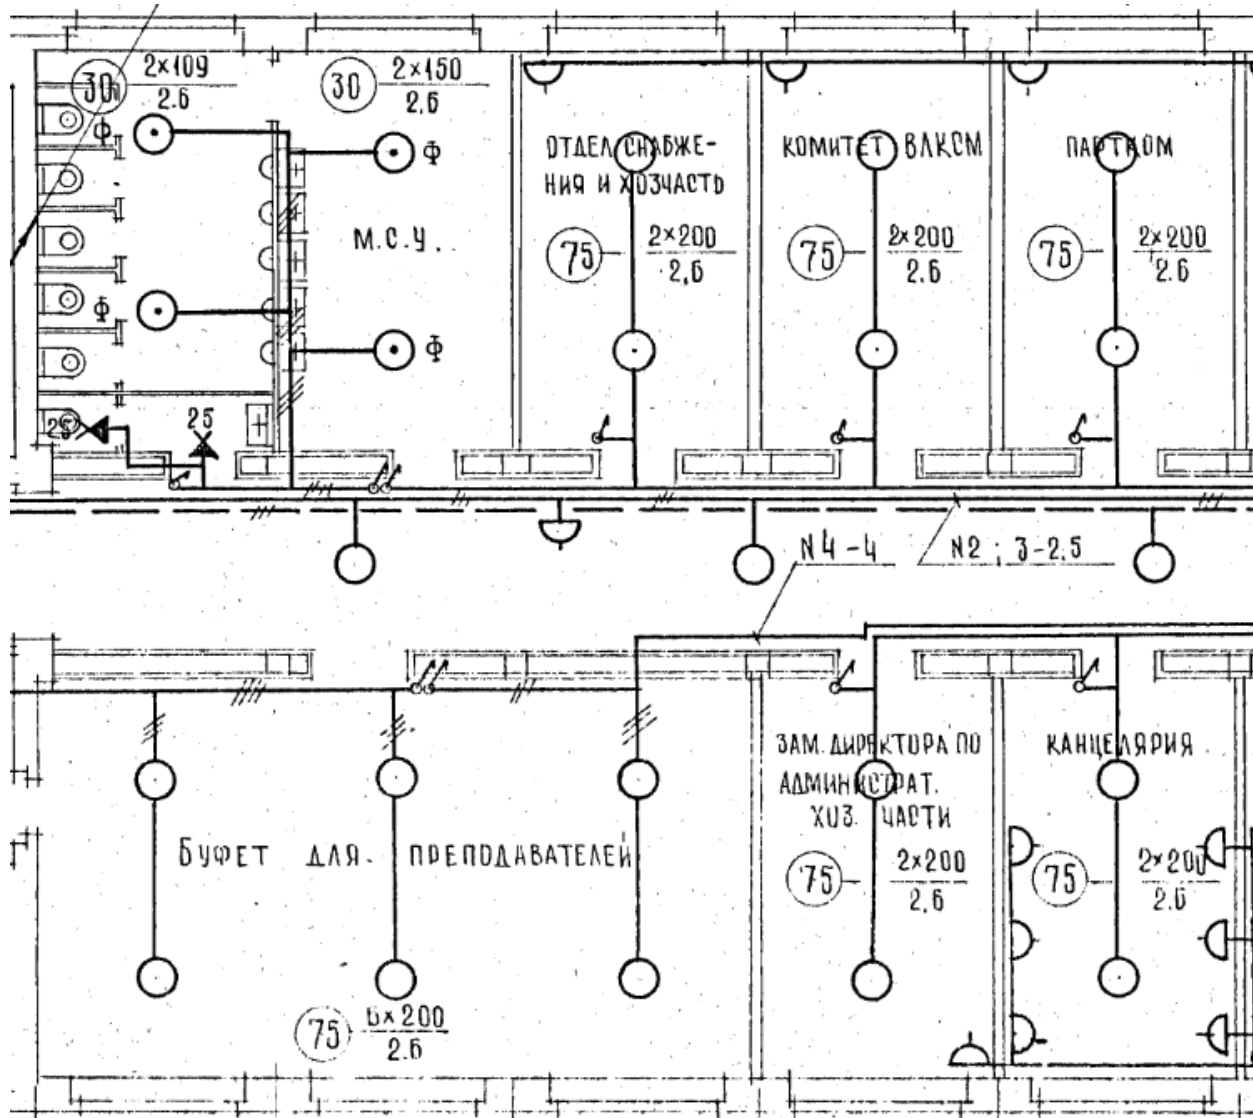 30 2×109
2.6
30 2×150
2.6
Ф
Ф
ОТДЕЛ СНАБЖЕ-
НИЯ И ХОЗЧАСТЬ
КОМИТЕТ ВЛКСМ
ПАРТКОМ
М.С.У.
75 2×200
2,6
75 2×200
2.6
75 2×200
2.6
Ф
Ф
25
25
N4-4
N2; 3-2,5
ЗАМ. ДИРЕКТОРА ПО
АДМИНИСТРАТ.
ХОЗ. ЧАСТИ
КАНЦЕЛЯРИЯ
БУФЕТ ДЛЯ ПРЕПОДАВАТЕЛЕЙ
75 2×200
2,6
75 2×200
2.6
75 6×200
2.6